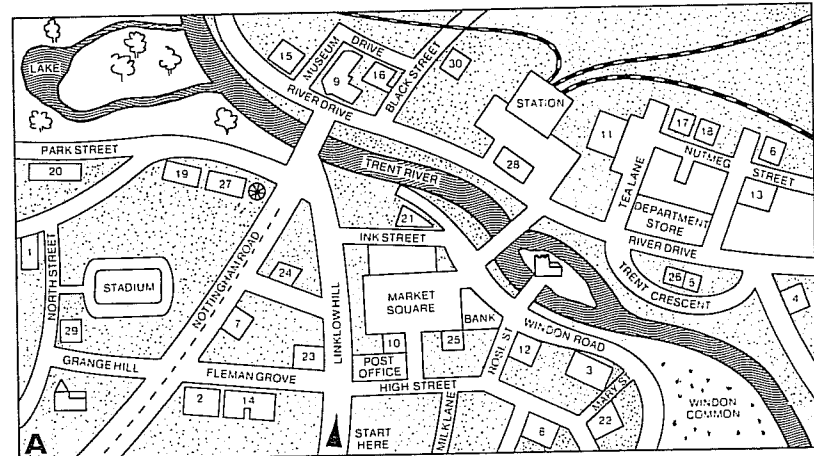 LAKE
15
MUSEUM
DRIVE
9
16
30
BLACK STREET
RIVER DRIVE
STATION
11
17
18
6
NUTMEG STREET
PARK STREET
20
19
27
TRENT RIVER
28
TEA LANE
13
DEPARTMENT
STORE
21
INK STREET
RIVER DRIVE
1
NORTH STREET
STADIUM
NOTTINGHAN ROAD
24
LINKLOW HILL
MARKET
SQUARE
BANK
26
5
TRENT CRESCENT
4
29
7
23
10
25
ROSE ST
12
WINDON ROAD
3
GRANGE HILL
FLEMAN GROVE
POST
OFFICE
HIGH STREET
MARY ST
WINDON
COMMON
2
14
START
HERE
MILK LANE
8
22
A